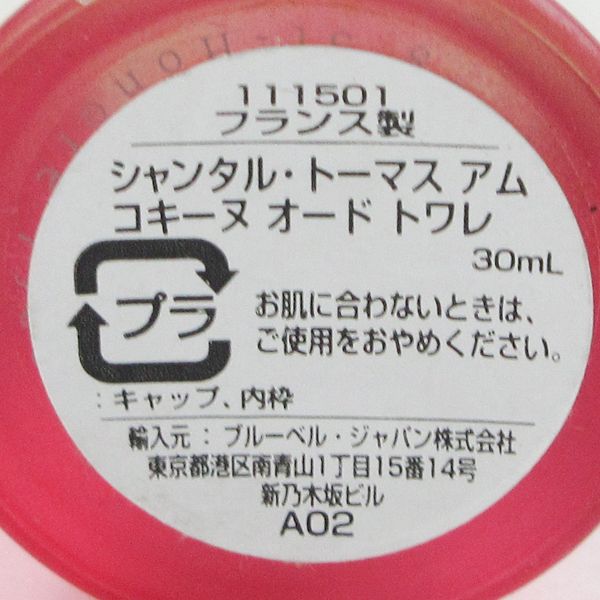 111501
フランス製
シャンタル・トーマス アム
コキーヌ オード トワレ
30mL
プラ
お肌に合わないときは、
ご使用をおやめください。
：キャップ、内枠
輸入元：ブルーベル・ジャパン株式会社
東京都港区南青山1丁目15番14号
新乃木坂ビル
A02